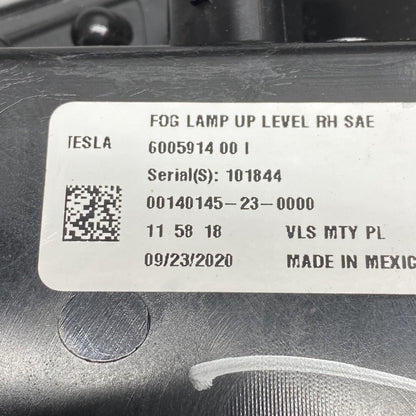 FOG LAMP UP LEVEL RH SAE
TESLA 6005914 00 I
Serial(S): 101844
00140145-23-0000
11 58 18 VLS MTY PL
09/23/2020 MADE IN MEXIC